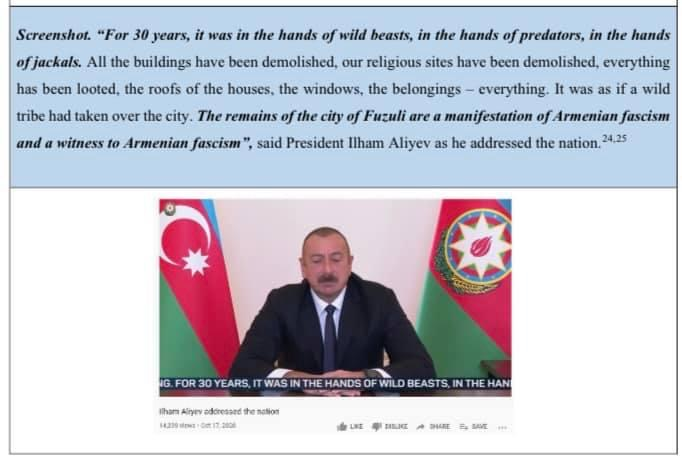 Screenshot. “For 30 years, it was in the hands of wild beasts, in the hands of predators, in the hands
of jackals. All the buildings have been demolished, our religious sites have been demolished, everything
has been looted, the roofs of the houses, the windows, the belongings – everything. It was as if a wild
tribe had taken over the city. The remains of the city of Fuzuli are a manifestation of Armenian fascism
and a witness to Armenian fascism”, said President Ilham Aliyev as he addressed the nation.24,25
NG. FOR 30 YEARS, IT WAS IN THE HANDS OF WILD BEASTS, IN THE HAN
Ilham Aliyev addressed the nation
views · Oct 17, 2020
LIKE DISLIKE SHARE SAVE ...